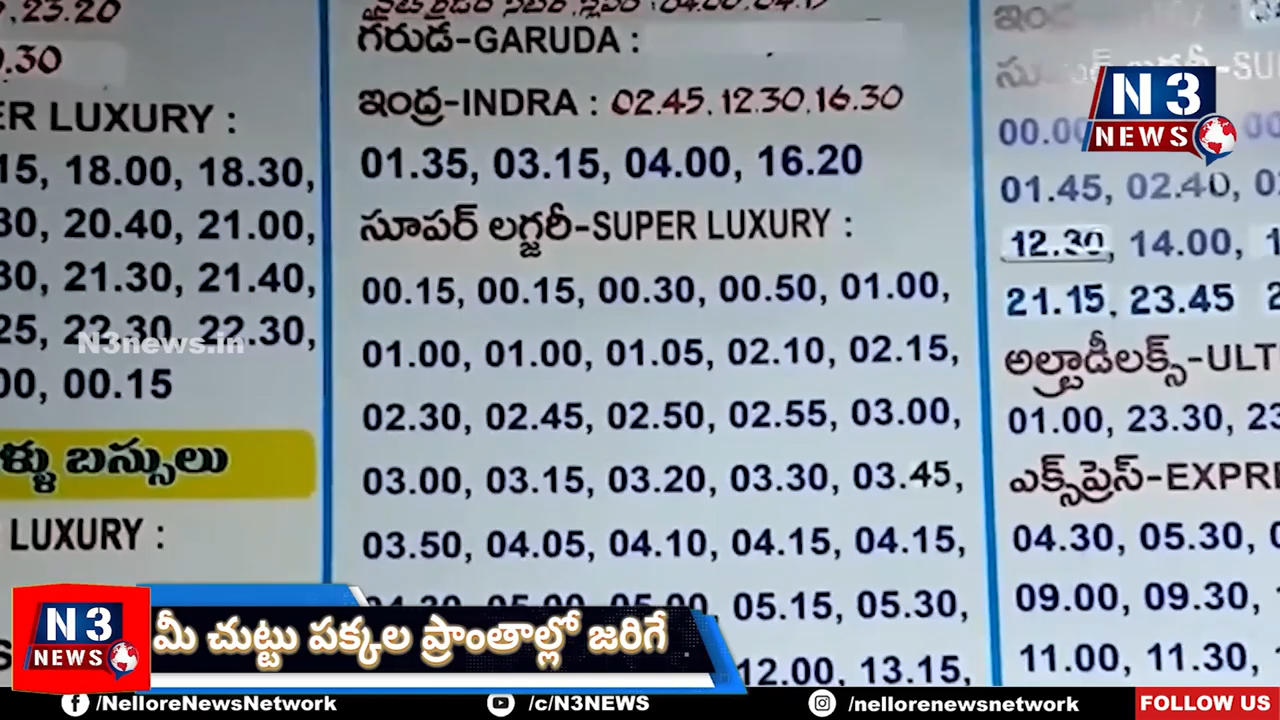 23.20
.30
ER LUXURY :
15, 18.00, 18.30,
30, 20.40, 21.00,
30, 21.30, 21.40,
25, 22.30, 22.30,
00, 00.15
ళ్ళు బస్సులు
LUXURY :
గరుడ-GARUDA :
ఇంద్ర-INDRA : 02.45, 12.30, 16.30
01.35, 03.15, 04.00, 16.20
సూపర్ లగ్జరీ-SUPER LUXURY :
00.15, 00.15, 00.30, 00.50, 01.00,
01.00, 01.00, 01.05, 02.10, 02.15,
02.30, 02.45, 02.50, 02.55, 03.00,
03.00, 03.15, 03.20, 03.30, 03.45,
03.50, 04.05, 04.10, 04.15, 04.15,
05.15, 05.30,
12.00, 13.15,
ఇంద్ర
01.45, 02.40,
12.30, 14.00,
21.15, 23.45
అల్ట్రాడీలక్స్-ULT
01.00, 23.30,
ఎక్స్‌ప్రెస్-EXPRE
04.30, 05.30,
09.00, 09.30,
11.00, 11.30,
N3
NEWS
N3news.in
N3
NEWS
మీ చుట్టు పక్కల ప్రాంతాల్లో జరిగే
/NelloreNewsNetwork
/c/N3NEWS
/nellorenewsnetwork
FOLLOW US